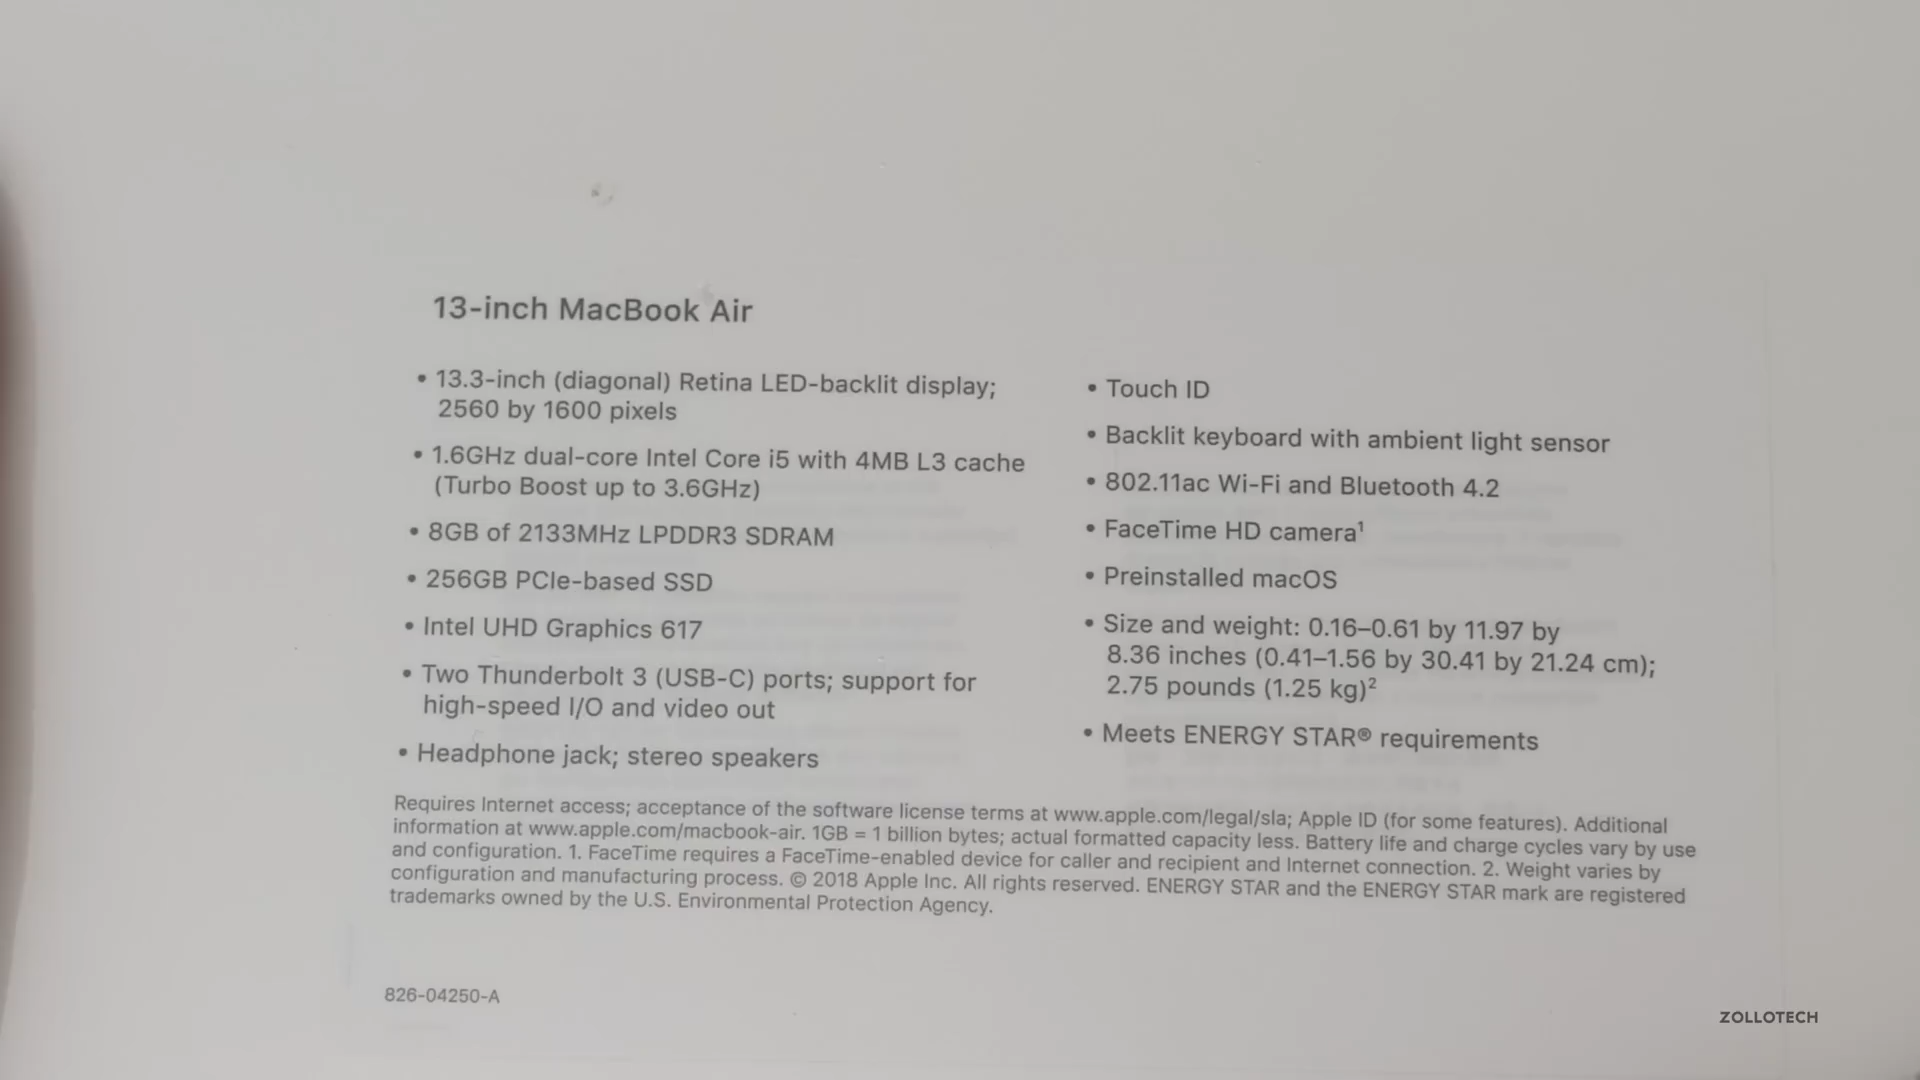 13-inch MacBook Air
• 13.3-inch (diagonal) Retina LED-backlit display;
2560 by 1600 pixels
• 1.6GHz dual-core Intel Core i5 with 4MB L3 cache
(Turbo Boost up to 3.6GHz)
• 8GB of 2133MHz LPDDR3 SDRAM
• 256GB PCIe-based SSD
• Intel UHD Graphics 617
• Two Thunderbolt 3 (USB-C) ports; support for
high-speed I/O and video out
• Headphone jack; stereo speakers
• Touch ID
• Backlit keyboard with ambient light sensor
• 802.11ac Wi-Fi and Bluetooth 4.2
• FaceTime HD camera¹
• Preinstalled macOS
• Size and weight: 0.16–0.61 by 11.97 by
8.36 inches (0.41–1.56 by 30.41 by 21.24 cm);
2.75 pounds (1.25 kg)²
• Meets ENERGY STAR® requirements
Requires Internet access; acceptance of the software license terms at www.apple.com/legal/sla; Apple ID (for some features). Additional
information at www.apple.com/macbook-air. 1GB = 1 billion bytes; actual formatted capacity less. Battery life and charge cycles vary by use
and configuration. 1. FaceTime requires a FaceTime-enabled device for caller and recipient and Internet connection. 2. Weight varies by
configuration and manufacturing process. © 2018 Apple Inc. All rights reserved. ENERGY STAR and the ENERGY STAR mark are registered
trademarks owned by the U.S. Environmental Protection Agency.
826-04250-A
ZOLLOTECH